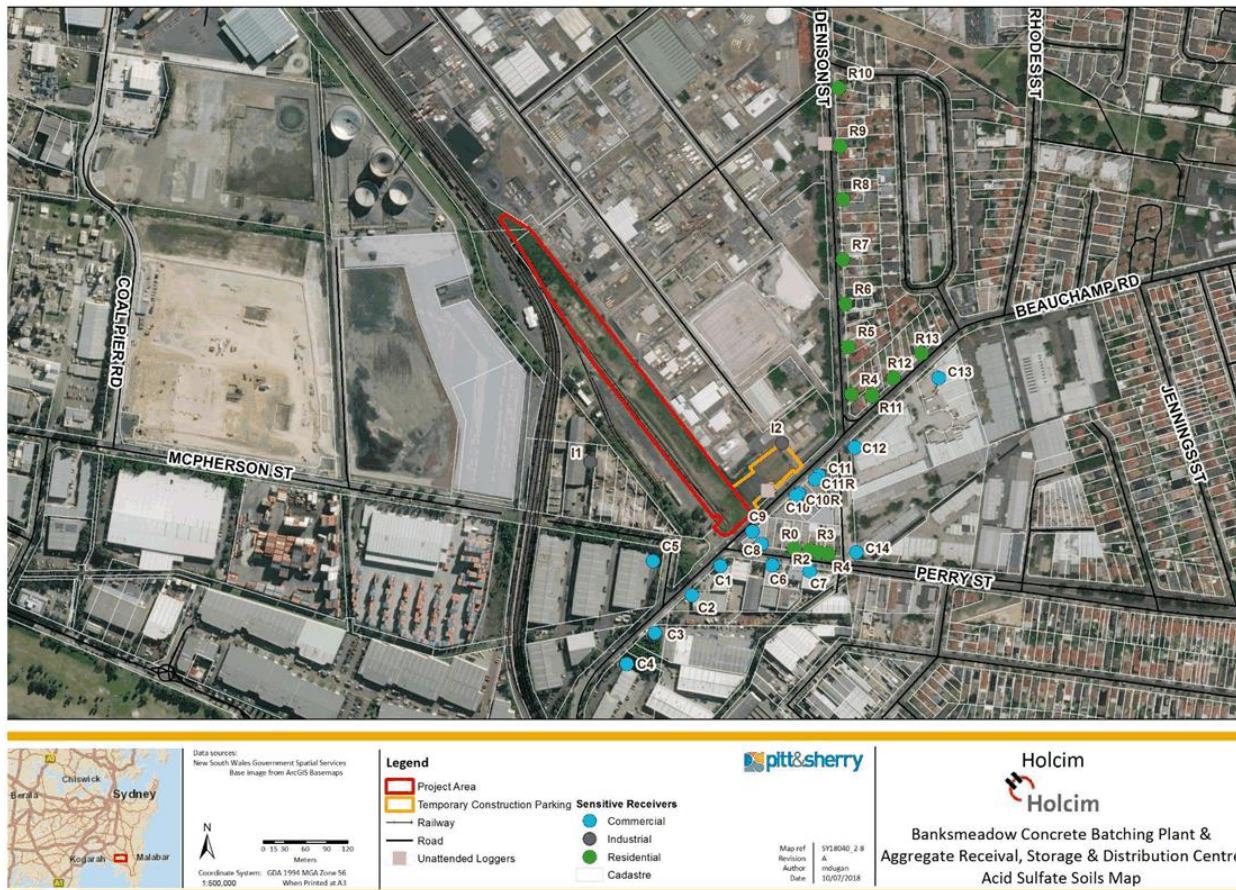 DENISON ST
RHODES ST
R10
R9
R8
R7
COAL PIER RD
R6
BEAUCHAMP RD
R5
R13
R12
C13
R4
R11
JENNINGS ST
I2
C12
MCPHERSON ST
I1
C11
C11R
C10R
C10
C9
R0
R3
C8
R2
R4
C14
C5
C1
C6
C7
PERRY ST
C2
C3
C4
Data sources:
New South Wales Government Spatial Services
Base image from ArcGIS Basemaps
Chiswick
Berala
Sydney
Kogarah
Malabar
N
0 15 30 60 90 120
Meters
Coordinate System: GDA 1994 MGA Zone 56
1:600,000 When Printed at A3
Legend
Project Area
Temporary Construction Parking
Railway
Road
Unattended Loggers
Sensitive Receivers
Commercial
Industrial
Residential
Cadastre
pitt&sherry
Map ref SY18040_2-8
Revision A
Author mdugan
Date 10/07/2018
Holcim
Holcim
Banksmeadow Concrete Batching Plant &
Aggregate Receival, Storage & Distribution Centre
Acid Sulfate Soils Map